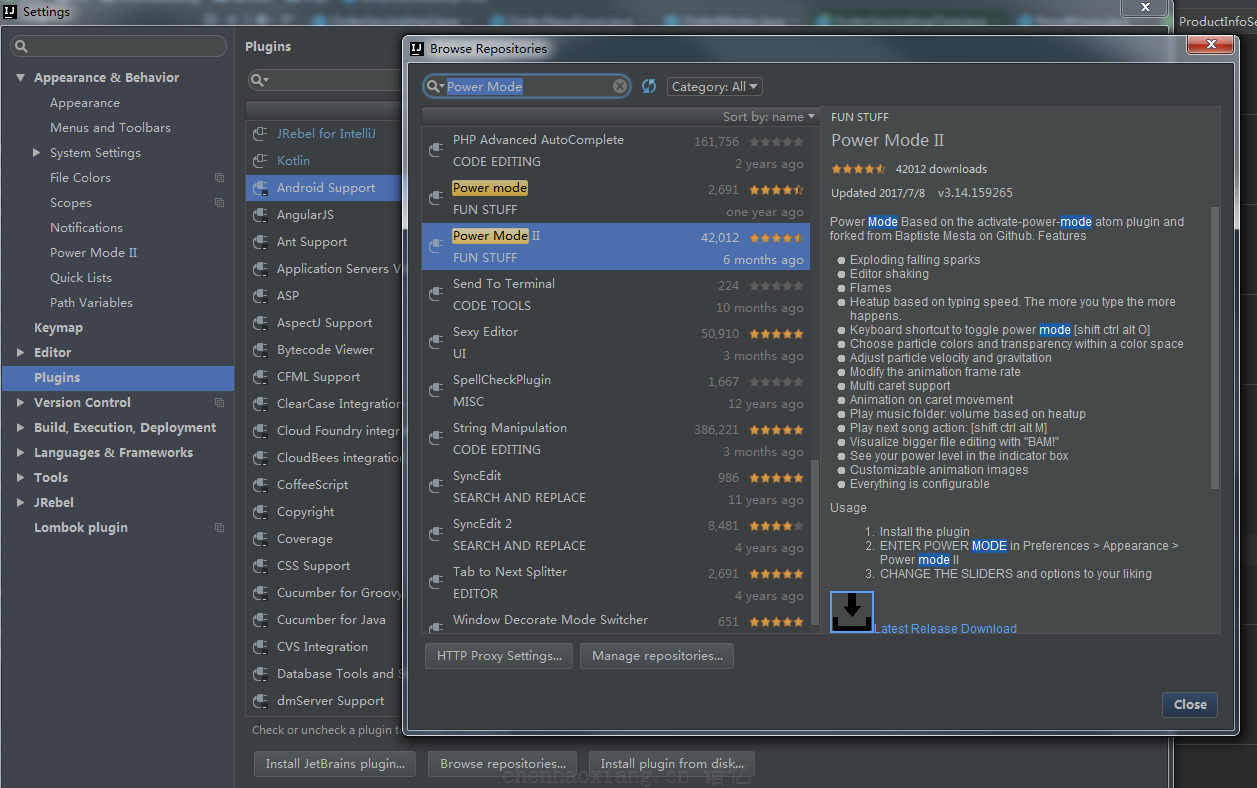 Settings
ProductInfoSe
Appearance & Behavior
Appearance
Menus and Toolbars
System Settings
File Colors
Scopes
Notifications
Power Mode II
Quick Lists
Path Variables
Keymap
Editor
Plugins
Version Control
Build, Execution, Deployment
Languages & Frameworks
Tools
JRebel
Lombok plugin
Plugins
JRebel for IntelliJ
Kotlin
Android Support
AngularJS
Ant Support
Application Servers V
ASP
AspectJ Support
Bytecode Viewer
CFML Support
ClearCase Integration
Cloud Foundry integr
CloudBees integration
CoffeeScript
Copyright
Coverage
CSS Support
Cucumber for Groovy
Cucumber for Java
CVS Integration
Database Tools and S
dmServer Support
Check or uncheck a plugin t
Install JetBrains plugin...
Browse repositories...
Install plugin from disk...
Browse Repositories
Power Mode
Category: All
Sort by: name
PHP Advanced AutoComplete 161,756
CODE EDITING 2 years ago
Power mode 2,691
FUN STUFF one year ago
Power Mode II 42,012
FUN STUFF 6 months ago
Send To Terminal 224
CODE TOOLS 10 months ago
Sexy Editor 50,910
UI 3 months ago
SpellCheckPlugin 1,667
MISC 12 years ago
String Manipulation 386,221
CODE EDITING 3 months ago
SyncEdit 986
SEARCH AND REPLACE 11 years ago
SyncEdit 2 8,481
SEARCH AND REPLACE 4 years ago
Tab to Next Splitter 2,691
EDITOR 4 years ago
Window Decorate Mode Switcher 651
HTTP Proxy Settings...
Manage repositories...
FUN STUFF
Power Mode II
42012 downloads
Updated 2017/7/8 v3.14.159265
Power Mode Based on the activate-power-mode atom plugin and
forked from Baptiste Mesta on Github. Features
● Exploding falling sparks
● Editor shaking
● Flames
● Heatup based on typing speed. The more you type the more
happens.
● Keyboard shortcut to toggle power mode [shift ctrl alt O]
● Choose particle colors and transparency within a color space
● Adjust particle velocity and gravitation
● Modify the animation frame rate
● Multi caret support
● Animation on caret movement
● Play music folder: volume based on heatup
● Play next song action: [shift ctrl alt M]
● Visualize bigger file editing with "BAM!"
● See your power level in the indicator box
● Customizable animation images
● Everything is configurable
Usage
1. Install the plugin
2. ENTER POWER MODE in Preferences > Appearance >
Power mode II
3. CHANGE THE SLIDERS and options to your liking
Latest Release Download
Close
chenhaoxiang.cn